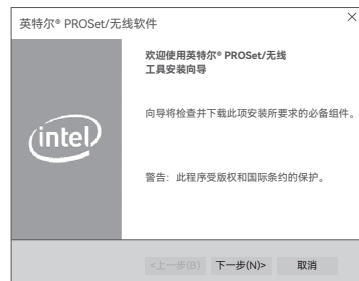 英特尔® PROSet/无线软件
欢迎使用英特尔® PROSet/无线
工具安装向导
向导将检查并下载此项安装所要求的必备组件。
(intel)
警告：此程序受版权和国际条约的保护。
<上一步(B) 下一步(N)> 取消